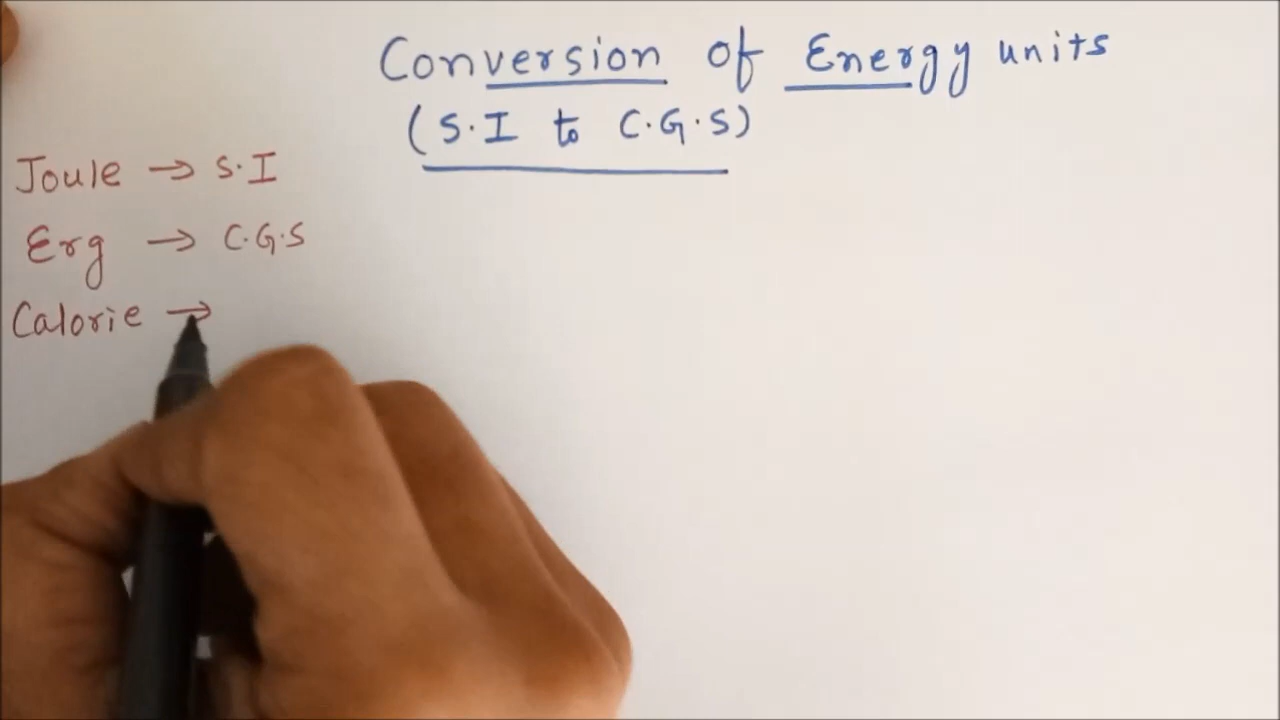 Conversion of Energy units
(S.I to C.G.S)
Joule → S.I
Erg → C.G.S
Calorie →